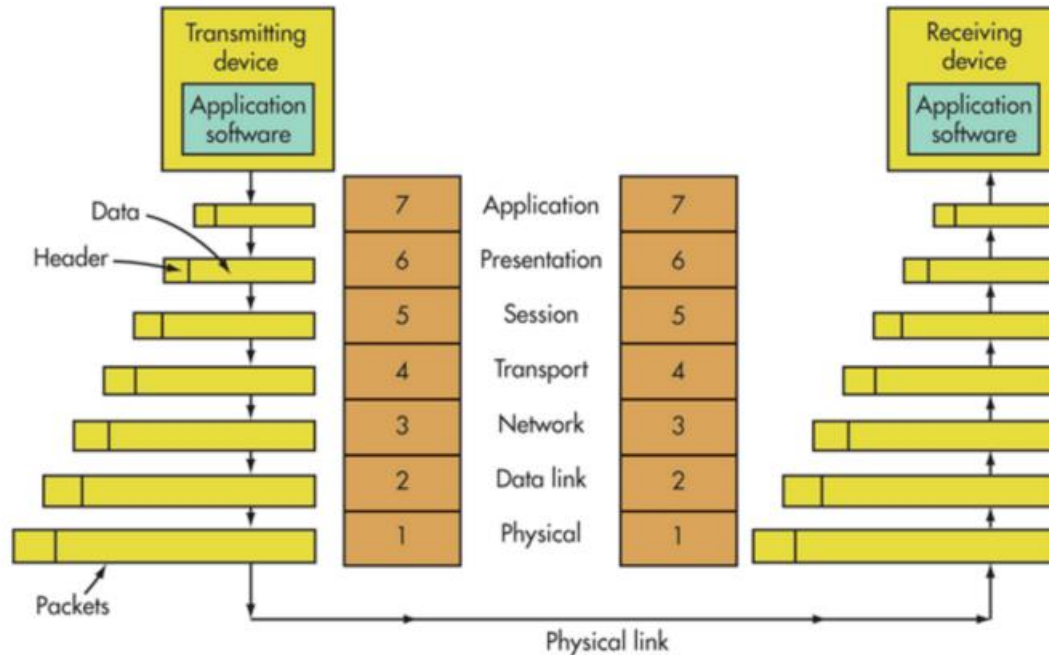 Transmitting
device
Application
software
Receiving
device
Application
software
Data
Header
7 Application 7
6 Presentation 6
5 Session 5
4 Transport 4
3 Network 3
2 Data link 2
1 Physical 1
Packets
Physical link